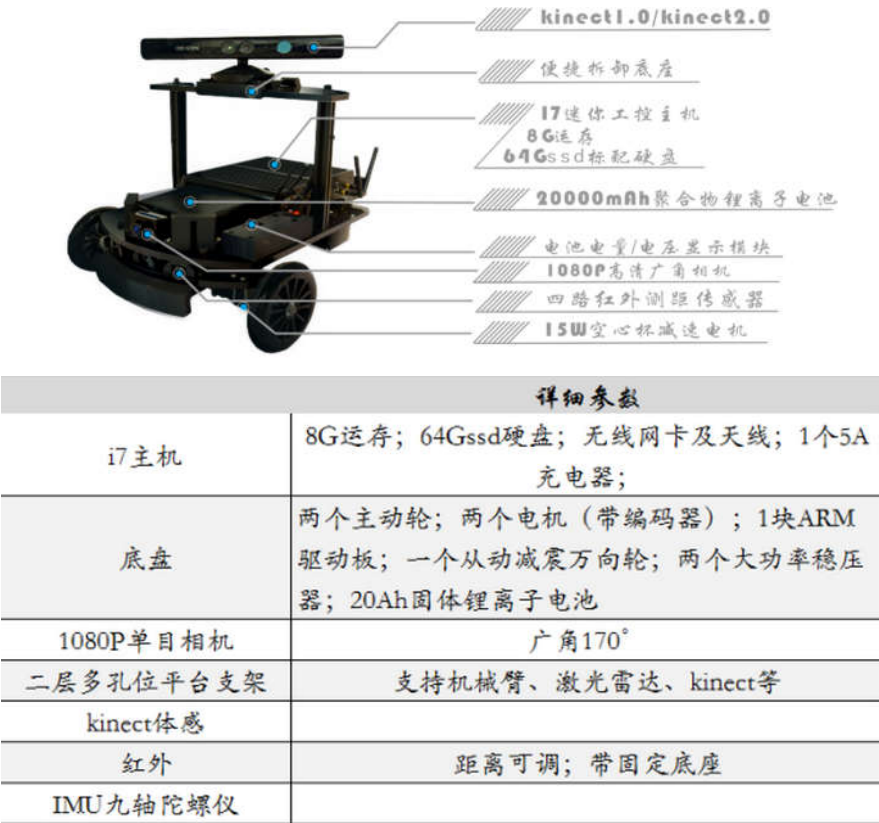 kinect1.0/kinect2.0
便捷拆卸底座
I7迷你工控主机
8G运存
64Gssd标配硬盘
20000mAh聚合物锂离子电池
电池电量/电压显示模块
1080P高清广角相机
四路红外测距传感器
15W空心杯减速电机
详细参数
i7主机
8G运存；64Gssd硬盘；无线网卡及天线；1个5A
充电器；
底盘
两个主动轮；两个电机（带编码器）；1块ARM
驱动板；一个从动减震万向轮；两个大功率稳压
器；20Ah固体锂离子电池
1080P单目相机
广角170°
二层多孔位平台支架
支持机械臂、激光雷达、kinect等
kinect体感
红外
距离可调；带固定底座
IMU九轴陀螺仪